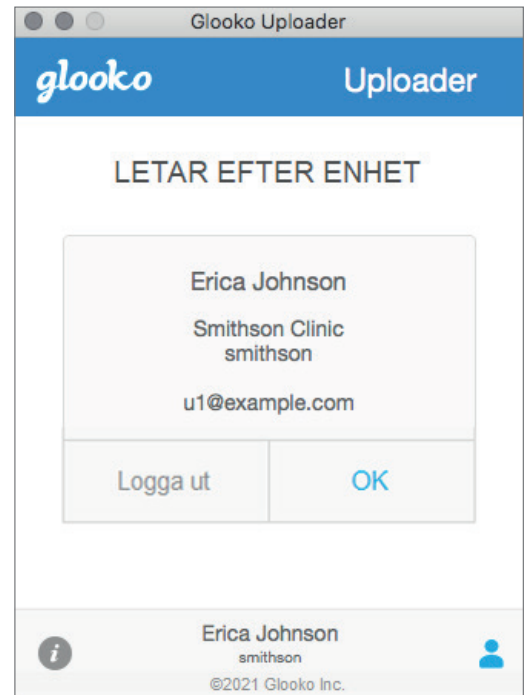 Glooko Uploader
glooko Uploader
LETAR EFTER ENHET
Erica Johnson
Smithson Clinic
smithson
u1@example.com
Logga ut OK
Erica Johnson
smithson
©2021 Glooko Inc.